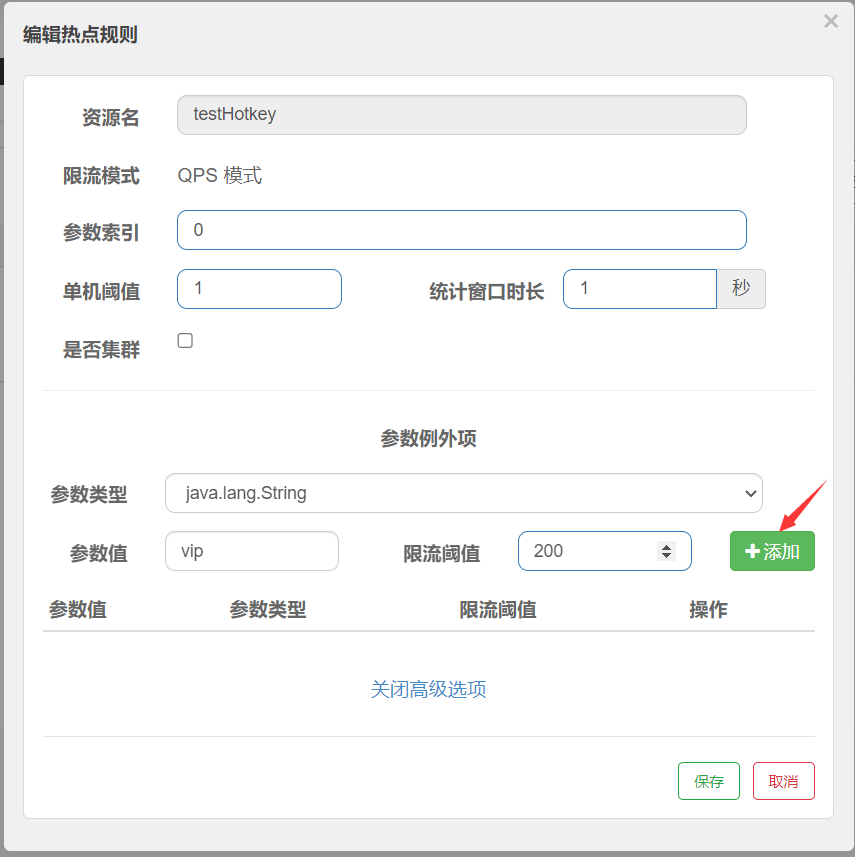 编辑热点规则 ×
资源名 testHotkey
限流模式 QPS 模式
参数索引 0
单机阈值 1 统计窗口时长 1 秒
是否集群
参数例外项
参数类型 java.lang.String
参数值 vip 限流阈值 200 +添加
参数值 参数类型 限流阈值 操作
关闭高级选项
保存 取消